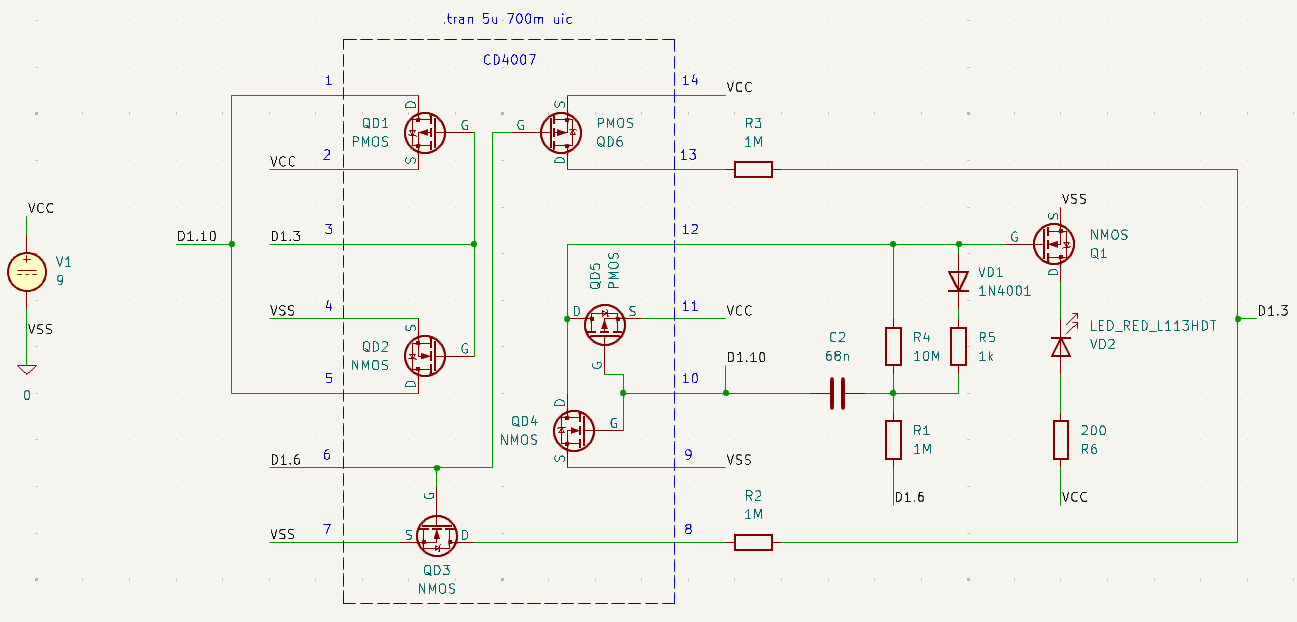 .tran 5u 700m uic
CD4007
1
14
VCC
D
S
QD1
PMOS
G
G
PMOS
QD6
R3
1M
S
D
VCC
2
13
VCC
VSS
D1.10
D1.3
3
12
S
G
NMOS
Q1
D
V1
9
QD5
PMOS
VD1
1N4001
VSS
4
D
S
11
VCC
D1.3
VSS
S
QD2
NMOS
G
G
D1.10
C2
68n
R4
10M
R5
1k
LED_RED_L113HDT
VD2
0
5
D
10
D
QD4
NMOS
G
S
R1
1M
200
R6
D1.6
6
9
VSS
G
D1.6
VCC
R2
1M
VSS
7
S
D
8
QD3
NMOS